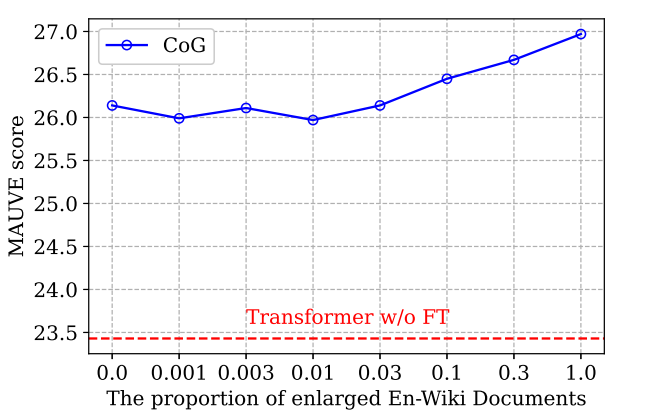 CoG
27.0
26.5
26.0
25.5
25.0
24.5
24.0
23.5
MAUVE score
Transformer w/o FT
0.0 0.001 0.003 0.01 0.03 0.1 0.3 1.0
The proportion of enlarged En-Wiki Documents